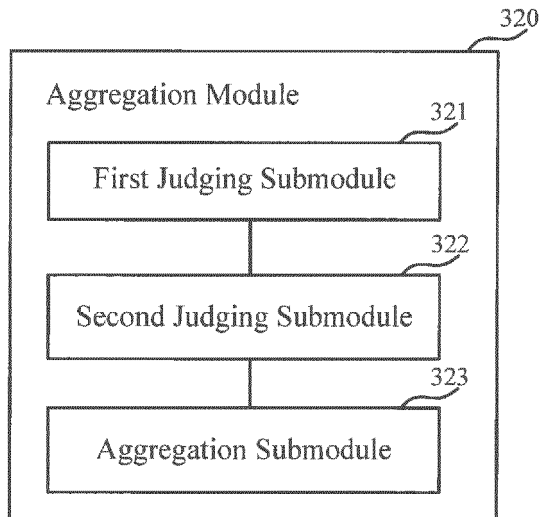 320
Aggregation Module
321
First Judging Submodule
322
Second Judging Submodule
323
Aggregation Submodule